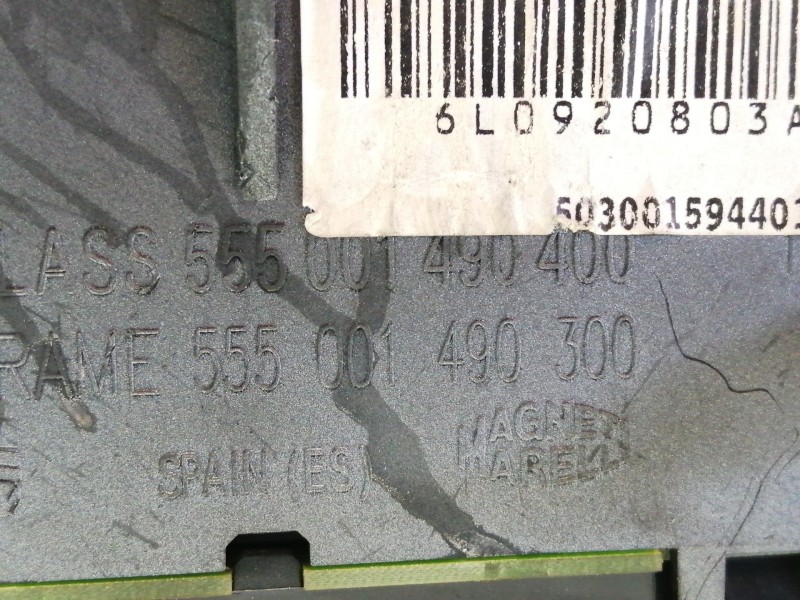 6L0920803A
503001594401
LASS 555 001 490 400
RAME 555 001 490 300
SPAIN (ES)
MAGNETI
MARELLI